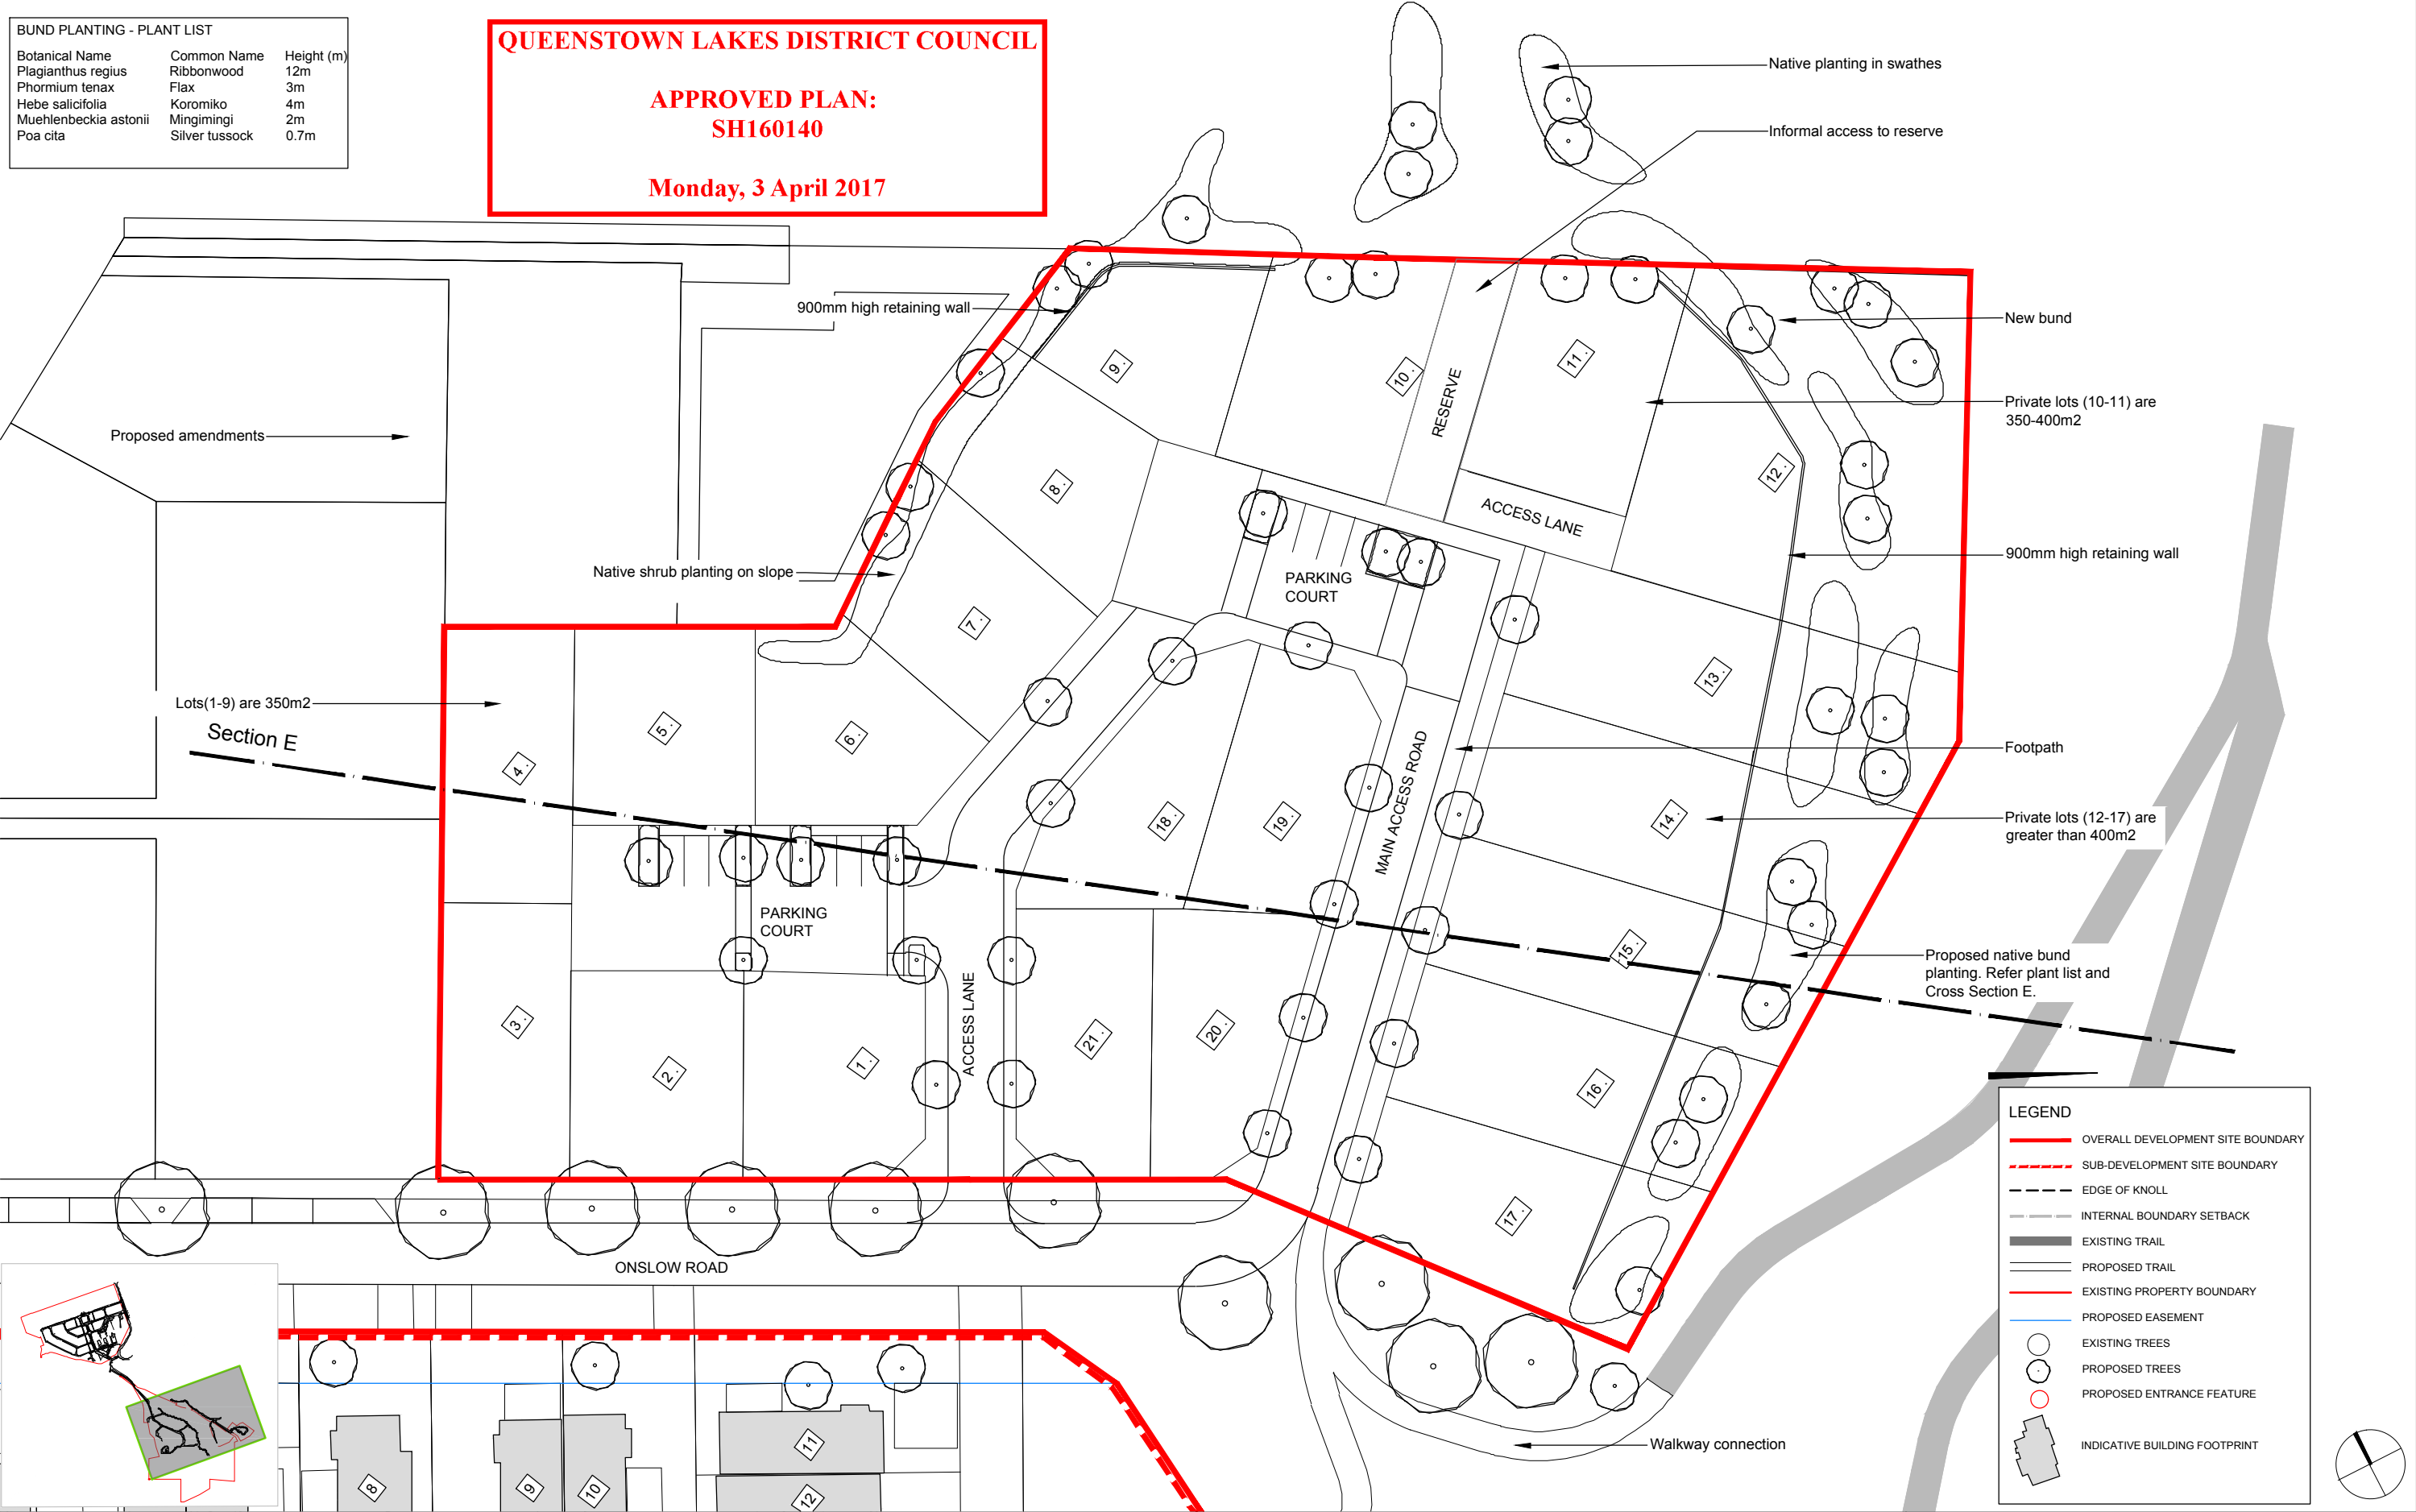 BUND PLANTING - PLANT LIST
Botanical Name Common Name Height (m)
Plagianthus regius Ribbonwood 12m
Phormium tenax Flax 3m
Hebe salicifolia Koromiko 4m
Muehlenbeckia astonii Mingimingi 2m
Poa cita Silver tussock 0.7m
QUEENSTOWN LAKES DISTRICT COUNCIL
APPROVED PLAN:
SH160140
Monday, 3 April 2017
Native planting in swathes
Informal access to reserve
900mm high retaining wall
New bund
Private lots (10-11) are
350-400m2
Proposed amendments
9.
10.
RESERVE
11.
8.
12.
ACCESS LANE
900mm high retaining wall
Native shrub planting on slope
PARKING
COURT
7.
13.
Lots(1-9) are 350m2
Section E
4.
5.
6.
18.
19.
MAIN ACCESS ROAD
Footpath
14.
Private lots (12-17) are
greater than 400m2
PARKING
COURT
15.
Proposed native bund
planting. Refer plant list and
Cross Section E.
3.
2.
1.
ACCESS LANE
21.
20.
16.
17.
ONSLOW ROAD
Walkway connection
8
9
10
11
12
LEGEND
OVERALL DEVELOPMENT SITE BOUNDARY
SUB-DEVELOPMENT SITE BOUNDARY
EDGE OF KNOLL
INTERNAL BOUNDARY SETBACK
EXISTING TRAIL
PROPOSED TRAIL
EXISTING PROPERTY BOUNDARY
PROPOSED EASEMENT
EXISTING TREES
PROPOSED TREES
PROPOSED ENTRANCE FEATURE
INDICATIVE BUILDING FOOTPRINT